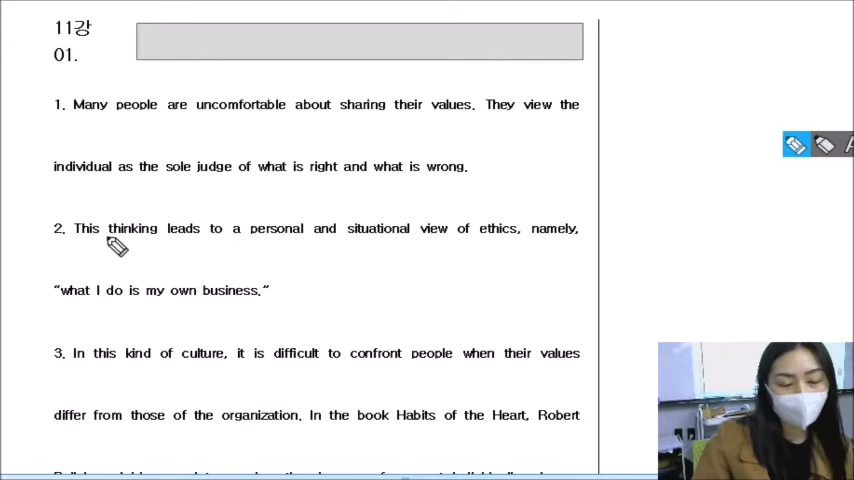 11강
01.
1. Many people are uncomfortable about sharing their values. They view the
individual as the sole judge of what is right and what is wrong.
2. This thinking leads to a personal and situational view of ethics, namely,
“what I do is my own business.”
3. In this kind of culture, it is difficult to confront people when their values
differ from those of the organization. In the book Habits of the Heart, Robert
A